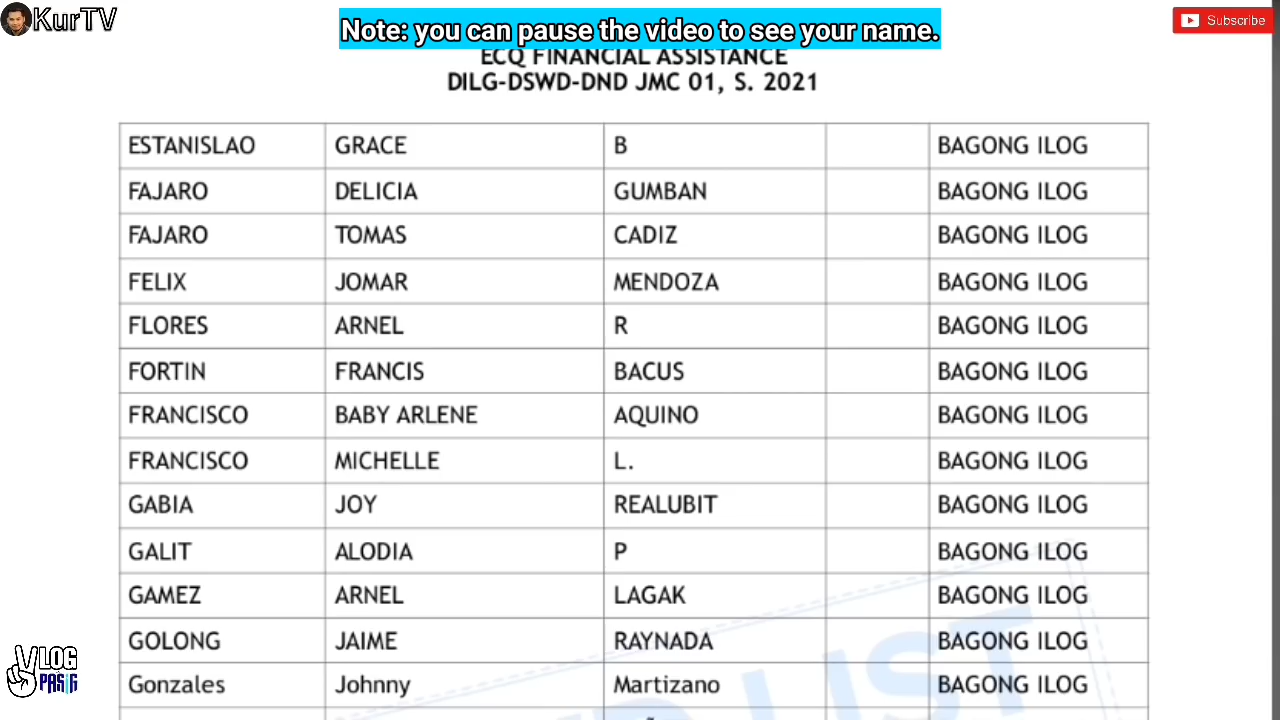 KurTV
Note: you can pause the video to see your name.
Subscribe
ECQ FINANCIAL ASSISTANCE
DILG-DSWD-DND JMC 01, S. 2021
ESTANISLAO GRACE B BAGONG ILOG
FAJARO DELICIA GUMBAN BAGONG ILOG
FAJARO TOMAS CADIZ BAGONG ILOG
FELIX JOMAR MENDOZA BAGONG ILOG
FLORES ARNEL R BAGONG ILOG
FORTIN FRANCIS BACUS BAGONG ILOG
FRANCISCO BABY ARLENE AQUINO BAGONG ILOG
FRANCISCO MICHELLE L. BAGONG ILOG
GABIA JOY REALUBIT BAGONG ILOG
GALIT ALODIA P BAGONG ILOG
GAMEZ ARNEL LAGAK BAGONG ILOG
GOLONG JAIME RAYNADA BAGONG ILOG
Gonzales Johnny Martizano BAGONG ILOG
LIST
VLOG
PASIG